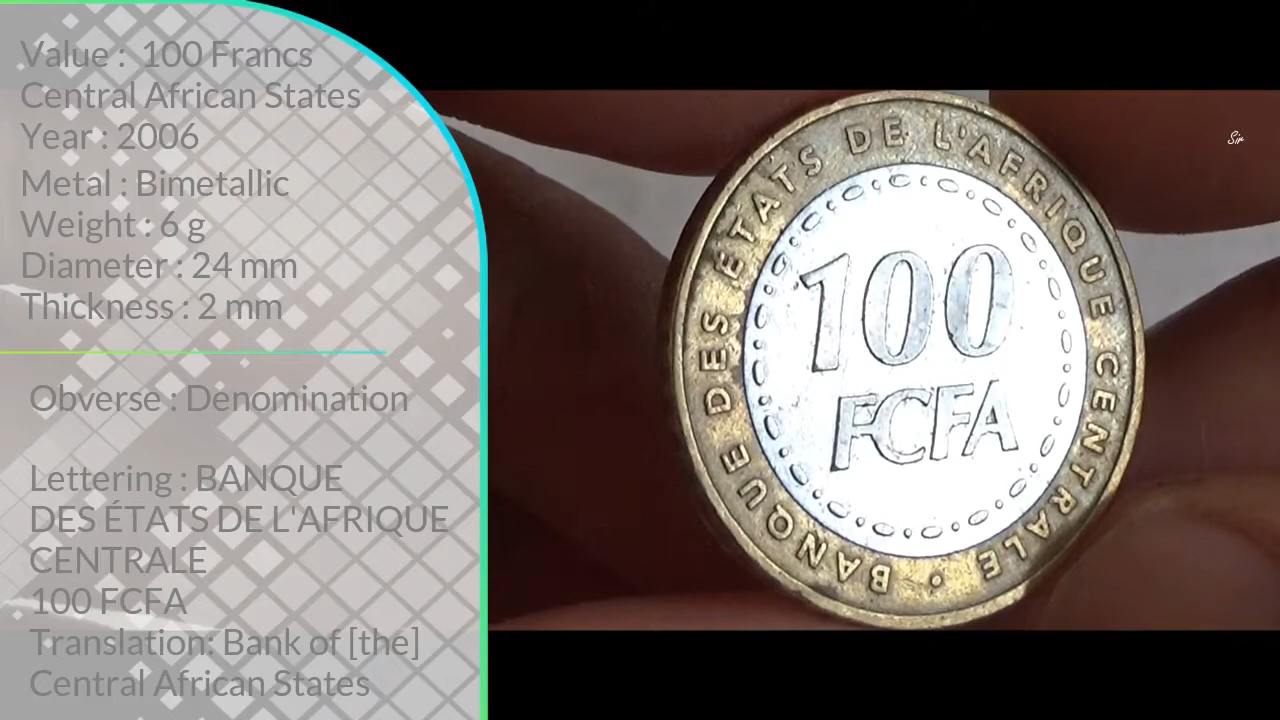 Value : 100 Francs
Central African States
Year : 2006
Metal : Bimetallic
Weight : 6 g
Diameter : 24 mm
Thickness : 2 mm
Obverse : Denomination
Lettering : BANQUE
DES ÉTATS DE L'AFRIQUE
CENTRALE
100 FCFA
Translation: Bank of [the]
Central African States
BANQUE DES ÉTATS DE L'AFRIQUE CENTRALE •
100
FCFA
Sir